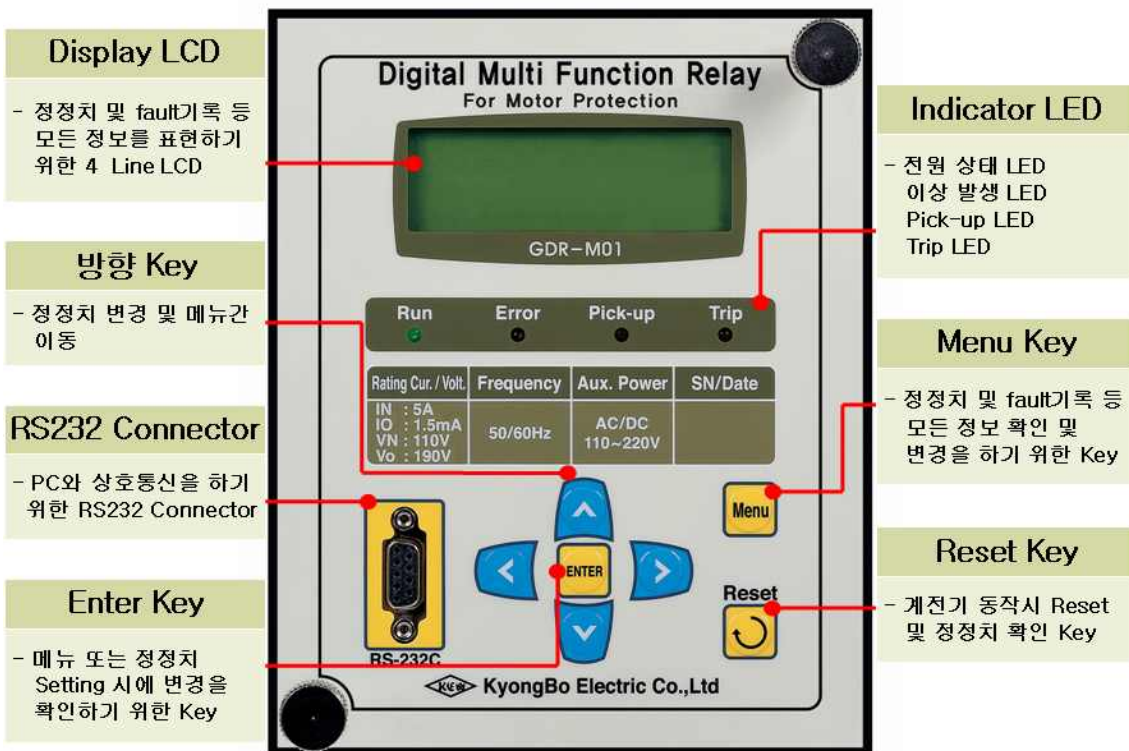 Display LCD
- 정정치 및 fault기록 등
모든 정보를 표현하기
위한 4 Line LCD
방향 Key
- 정정치 변경 및 메뉴간
이동
RS232 Connector
- PC와 상호통신을 하기
위한 RS232 Connector
Enter Key
- 메뉴 또는 정정치
Setting 시에 변경을
확인하기 위한 Key
Digital Multi Function Relay
For Motor Protection
GDR-M01
Run Error Pick-up Trip
Rating Cur. / Volt. Frequency Aux. Power SN/Date
IN : 5A
IO : 1.5mA
VN : 110V
Vo : 190V
50/60Hz
AC/DC
110~220V
Menu
ENTER
Reset
RS-232C
KEW KyongBo Electric Co.,Ltd
Indicator LED
- 전원 상태 LED
이상 발생 LED
Pick-up LED
Trip LED
Menu Key
- 정정치 및 fault기록 등
모든 정보 확인 및
변경을 하기 위한 Key
Reset Key
- 계전기 동작시 Reset
및 정정치 확인 Key